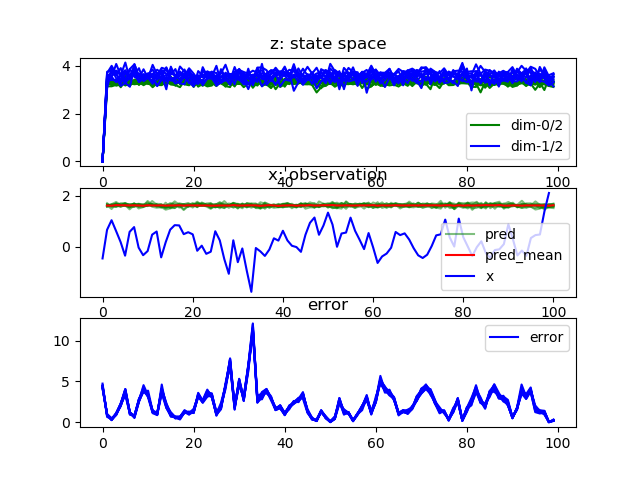 z: state space
4
2
0
dim-0/2
dim-1/2
0 20 40 60 80 100
x: observation
2
0
pred
pred_mean
x
0 20 40 60 80 100
error
10
5
0
error
0 20 40 60 80 100